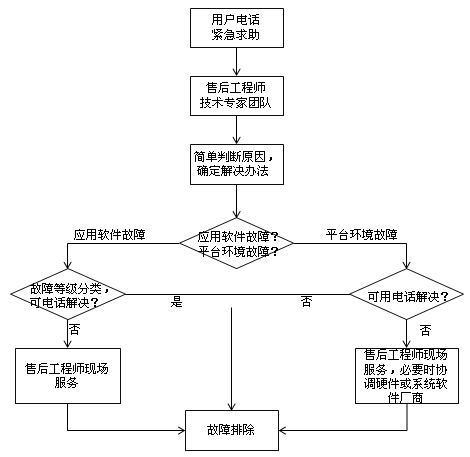 用户电话
紧急求助
售后工程师
技术专家团队
简单判断原因，
确定解决办法
应用软件故障
应用软件故障？
平台环境故障？
平台环境故障
故障等级分类，
可电话解决？
是
否
可用电话解决？
否
否
售后工程师现场
服务
售后工程师现场
服务，必要时协
调硬件或系统软
件厂商
故障排除